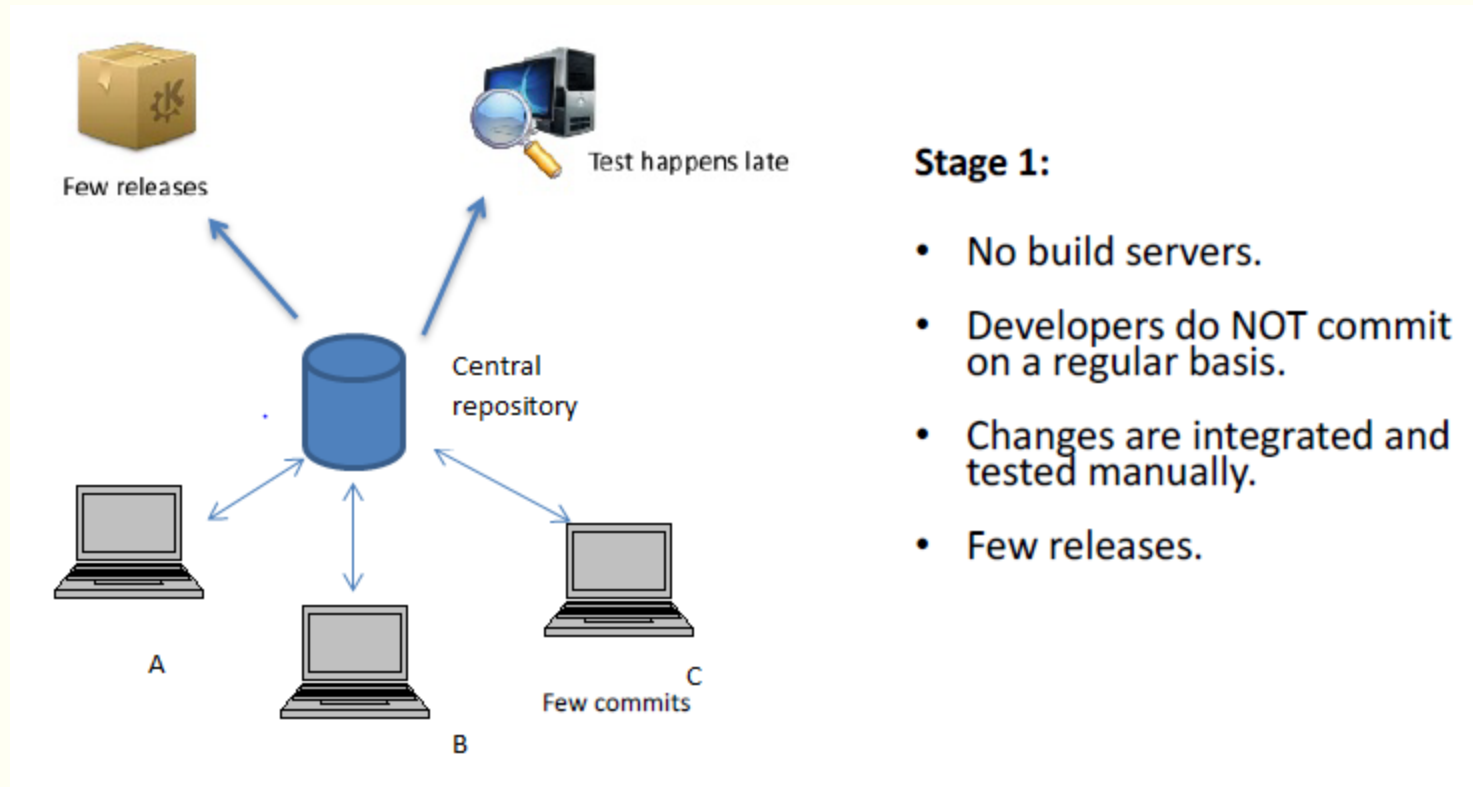 Few releases
Test happens late
Central
repository
A
B
C
Few commits
Stage 1:
• No build servers.
• Developers do NOT commit
on a regular basis.
• Changes are integrated and
tested manually.
• Few releases.